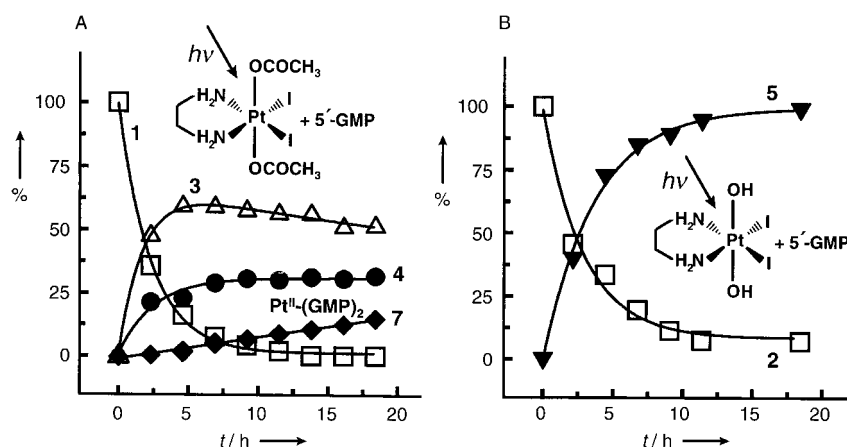 A
hν
OCOCH₃
H₂N
I
Pt
+ 5´-GMP
H₂N
I
OCOCH₃
100
75
50
25
0
%
1
3
4
Ptᴵᴵ-(GMP)₂
7
0 5 10 15 20
t / h
B
5
hν
OH
H₂N
I
Pt
+ 5´-GMP
H₂N
I
OH
100
75
50
25
0
%
2
0 5 10 15 20
t / h